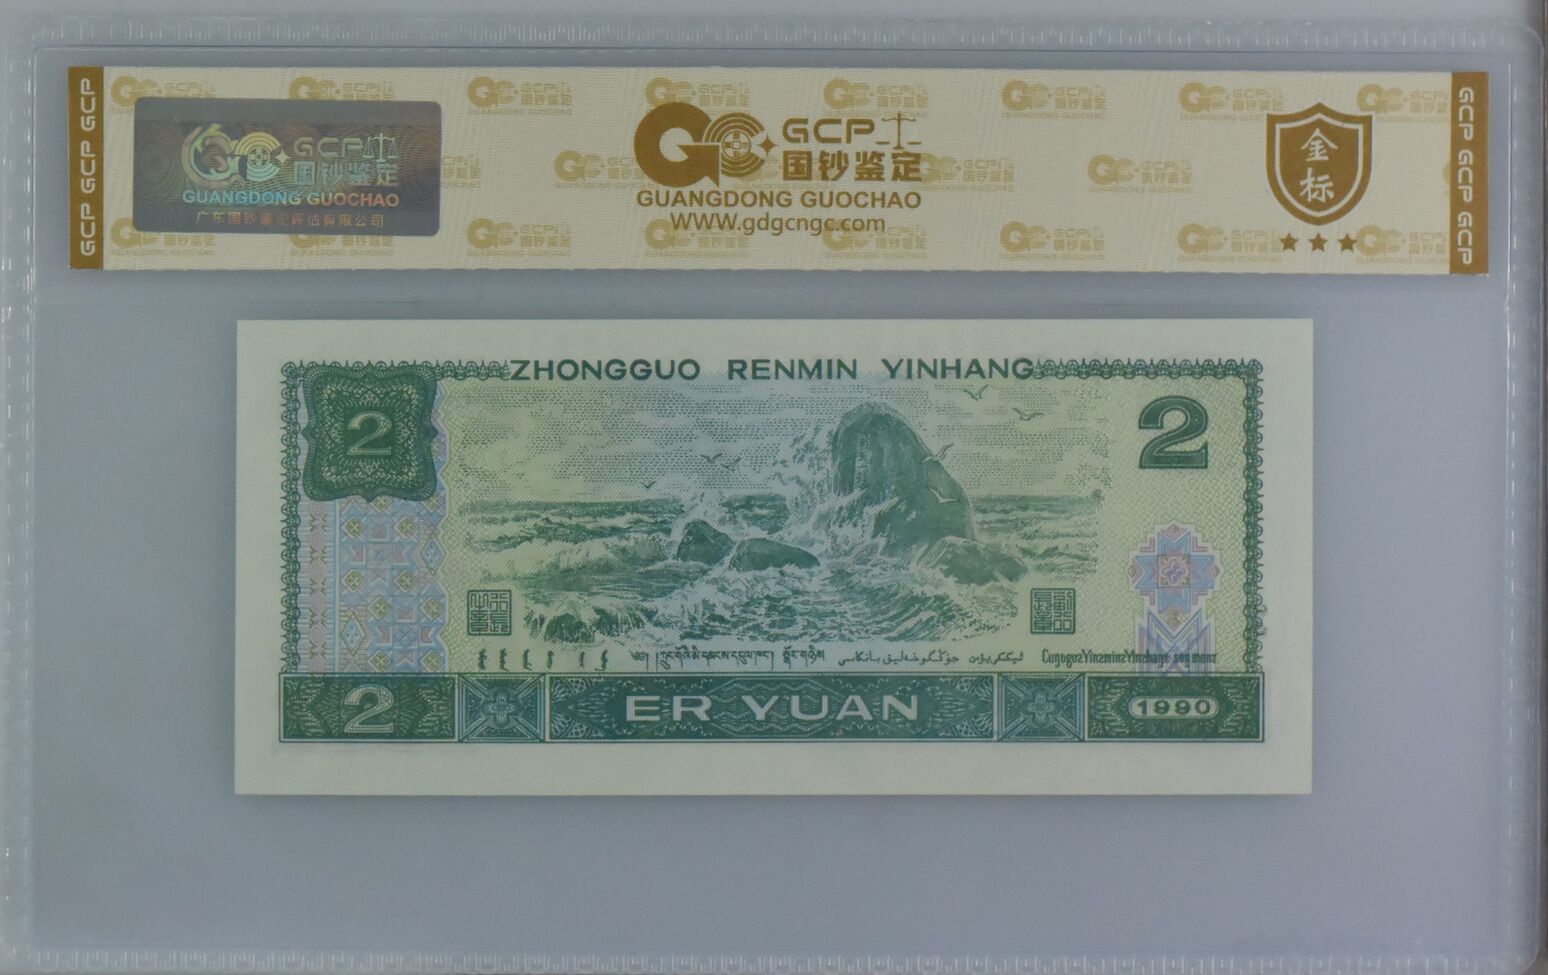 GCP GCP GCP
GCP
国钞鉴定
GUANGDONG GUOCHAO
广东国钞鉴定评估有限公司
GCP
国钞鉴定
GUANGDONG GUOCHAO
WWW.gdgcngc.com
金
标
GCP GCP GCP
ZHONGGUO RENMIN YINHANG
2
2
2
ER YUAN
1990